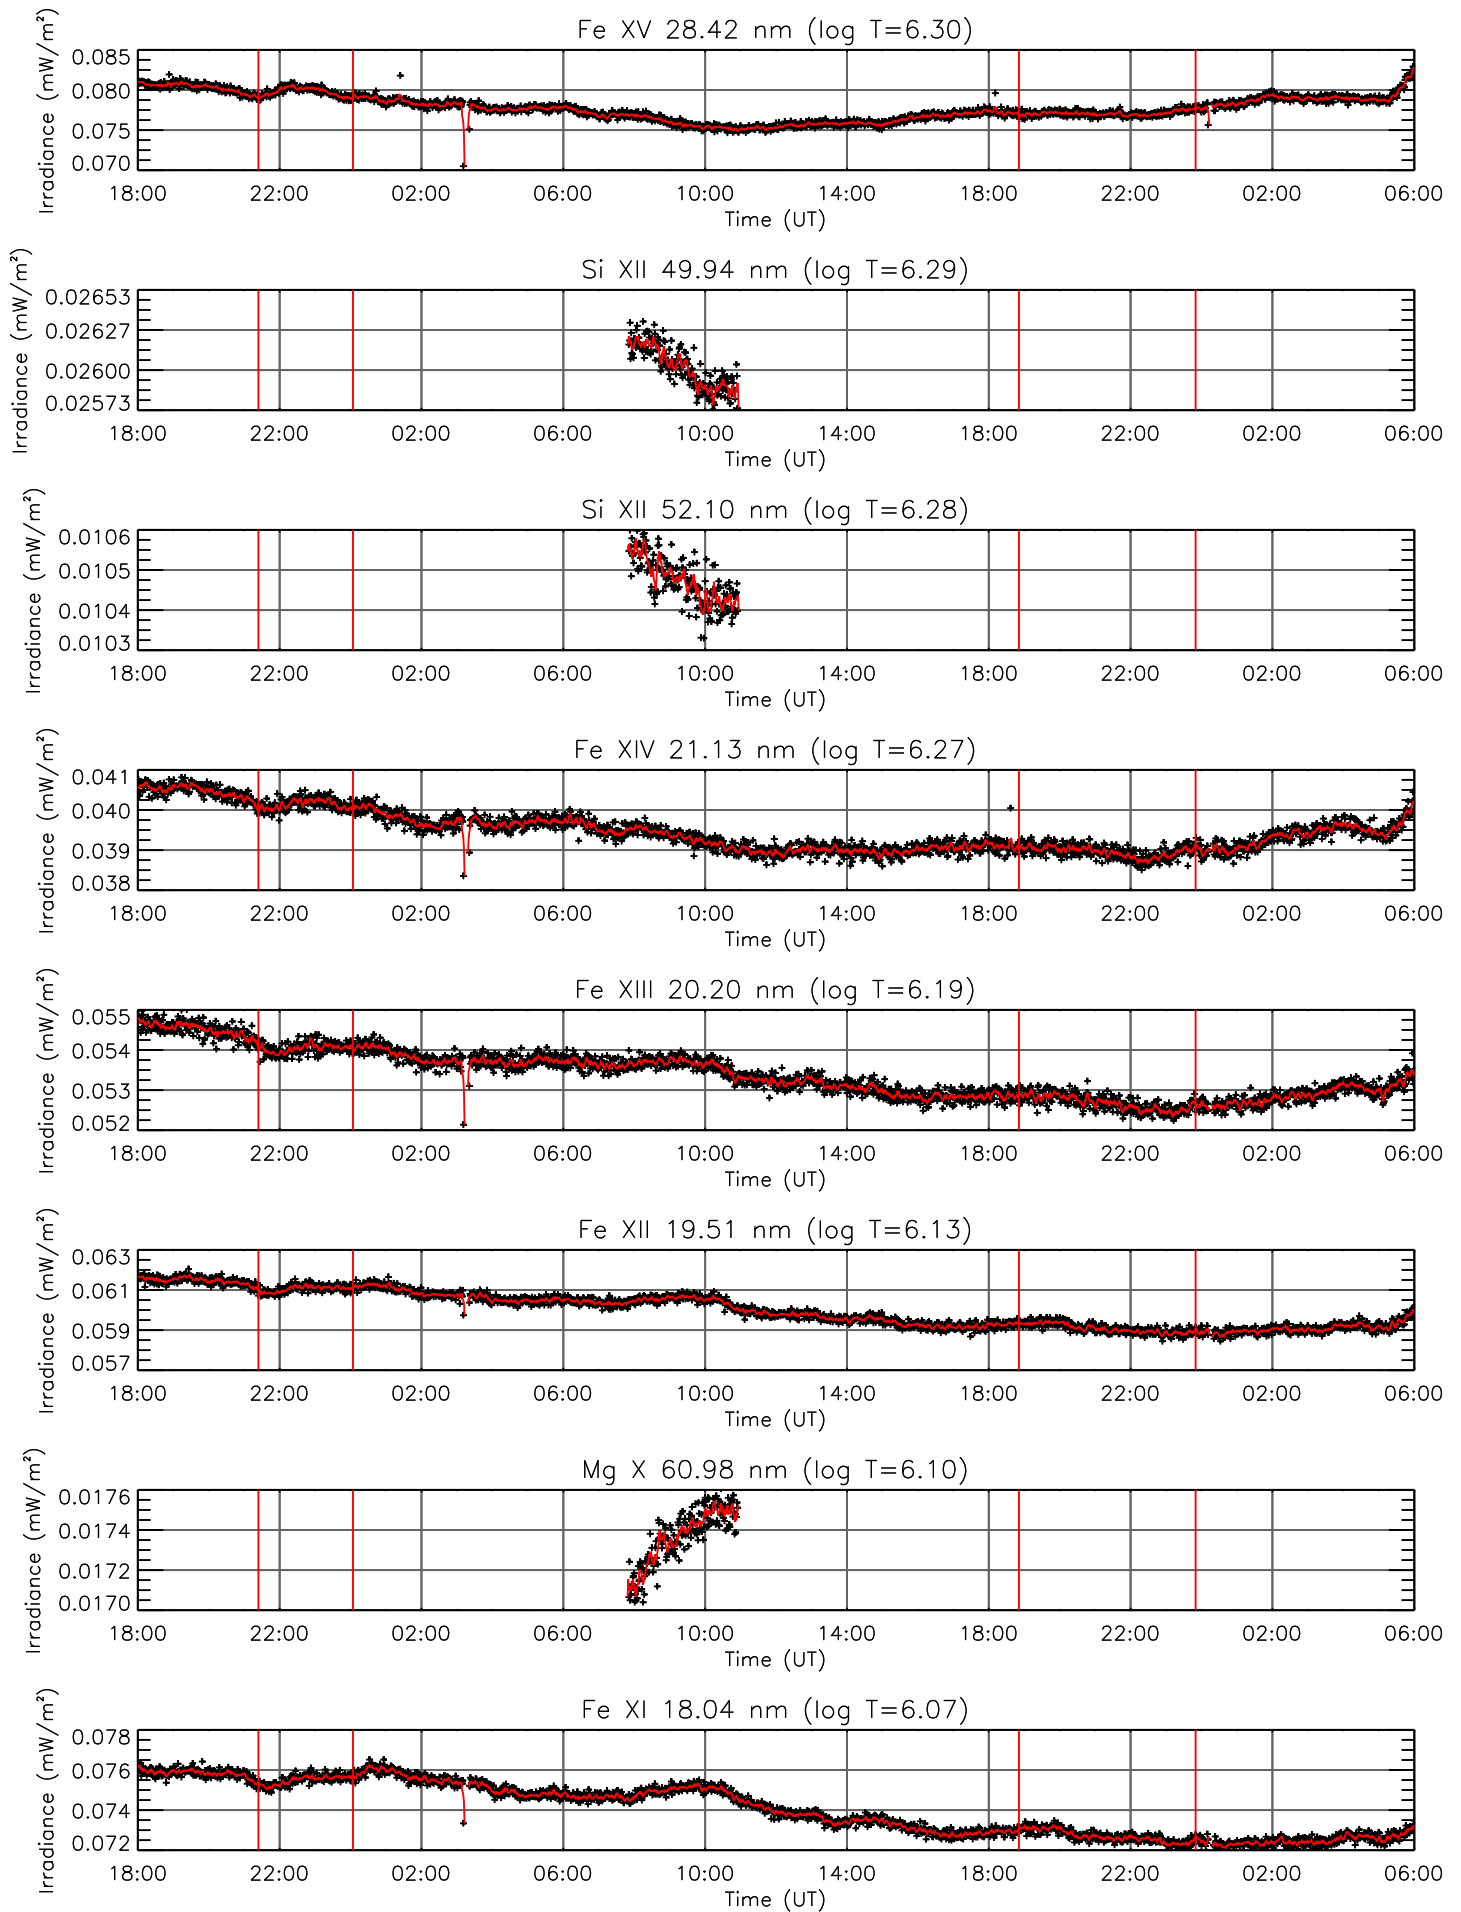 Fe XV 28.42 nm (log T=6.30)
Irradiance (mW/m²)
0.085
0.080
0.075
0.070
18:00 22:00 02:00 06:00 10:00 14:00 18:00 22:00 02:00 06:00
Time (UT)
Si XII 49.94 nm (log T=6.29)
Irradiance (mW/m²)
0.02653
0.02627
0.02600
0.02573
18:00 22:00 02:00 06:00 10:00 14:00 18:00 22:00 02:00 06:00
Time (UT)
Si XII 52.10 nm (log T=6.28)
Irradiance (mW/m²)
0.0106
0.0105
0.0104
0.0103
18:00 22:00 02:00 06:00 10:00 14:00 18:00 22:00 02:00 06:00
Time (UT)
Fe XIV 21.13 nm (log T=6.27)
Irradiance (mW/m²)
0.041
0.040
0.039
0.038
18:00 22:00 02:00 06:00 10:00 14:00 18:00 22:00 02:00 06:00
Time (UT)
Fe XIII 20.20 nm (log T=6.19)
Irradiance (mW/m²)
0.055
0.054
0.053
0.052
18:00 22:00 02:00 06:00 10:00 14:00 18:00 22:00 02:00 06:00
Time (UT)
Fe XII 19.51 nm (log T=6.13)
Irradiance (mW/m²)
0.063
0.061
0.059
0.057
18:00 22:00 02:00 06:00 10:00 14:00 18:00 22:00 02:00 06:00
Time (UT)
Mg X 60.98 nm (log T=6.10)
Irradiance (mW/m²)
0.0176
0.0174
0.0172
0.0170
18:00 22:00 02:00 06:00 10:00 14:00 18:00 22:00 02:00 06:00
Time (UT)
Fe XI 18.04 nm (log T=6.07)
Irradiance (mW/m²)
0.078
0.076
0.074
0.072
18:00 22:00 02:00 06:00 10:00 14:00 18:00 22:00 02:00 06:00
Time (UT)